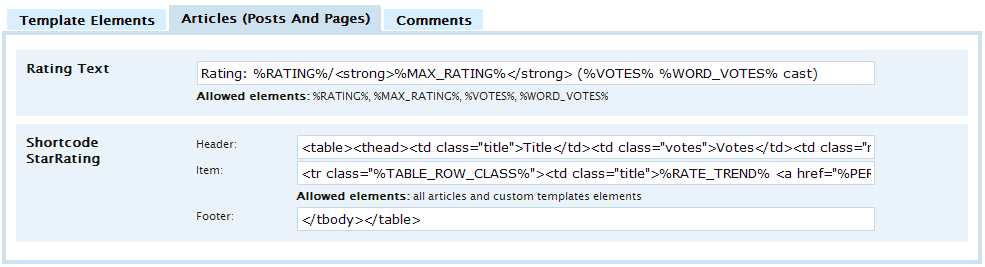 Template Elements Articles (Posts And Pages) Comments
Rating Text
Rating: %RATING%/<strong>%MAX_RATING%</strong> (%VOTES% %WORD_VOTES% cast)
Allowed elements: %RATING%, %MAX_RATING%, %VOTES%, %WORD_VOTES%
Shortcode
StarRating
Header: <table><thead><td class="title">Title</td><td class="votes">Votes</td><td class="r
Item: <tr class="%TABLE_ROW_CLASS%"><td class="title">%RATE_TREND% <a href="%PER
Allowed elements: all articles and custom templates elements
Footer: </tbody></table>